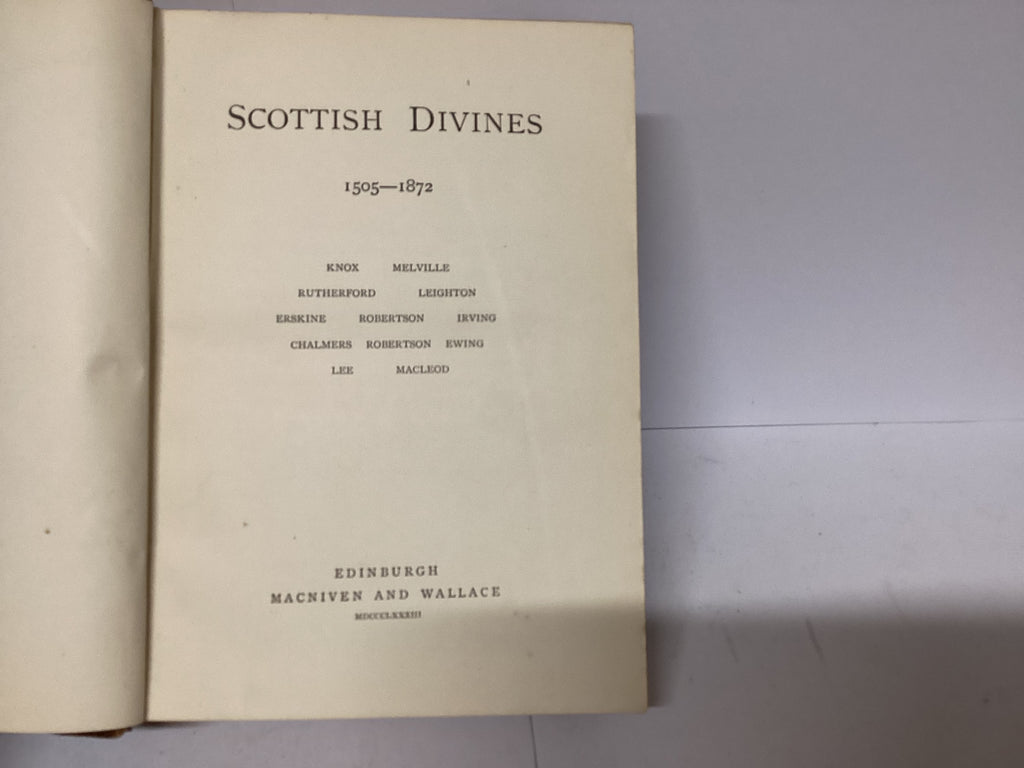 SCOTTISH DIVINES
1505—1872
KNOX MELVILLE
RUTHERFORD LEIGHTON
ERSKINE ROBERTSON IRVING
CHALMERS ROBERTSON EWING
LEE MACLEOD
EDINBURGH
MACNIVEN AND WALLACE
MDCCCLXXXIII